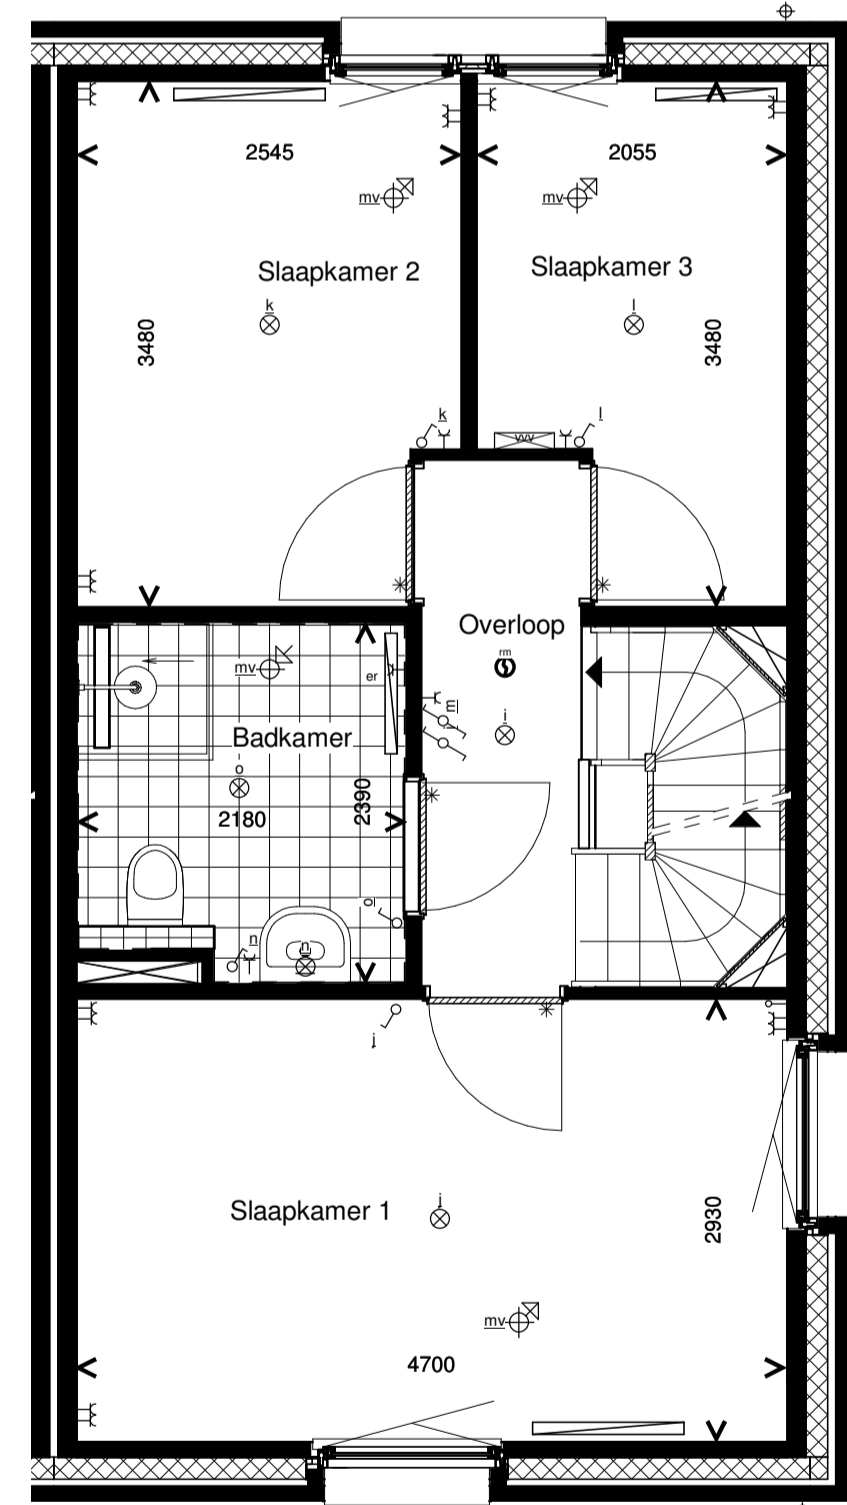 2545
2055
mv
mv
Slaapkamer 2
Slaapkamer 3
k
l
3480
3480
k
l
vvv
Overloop
rm
mv
er
m
i
i
Badkamer
o
2180
2390
o
n
n
j
Slaapkamer 1
j
2930
mv
4700